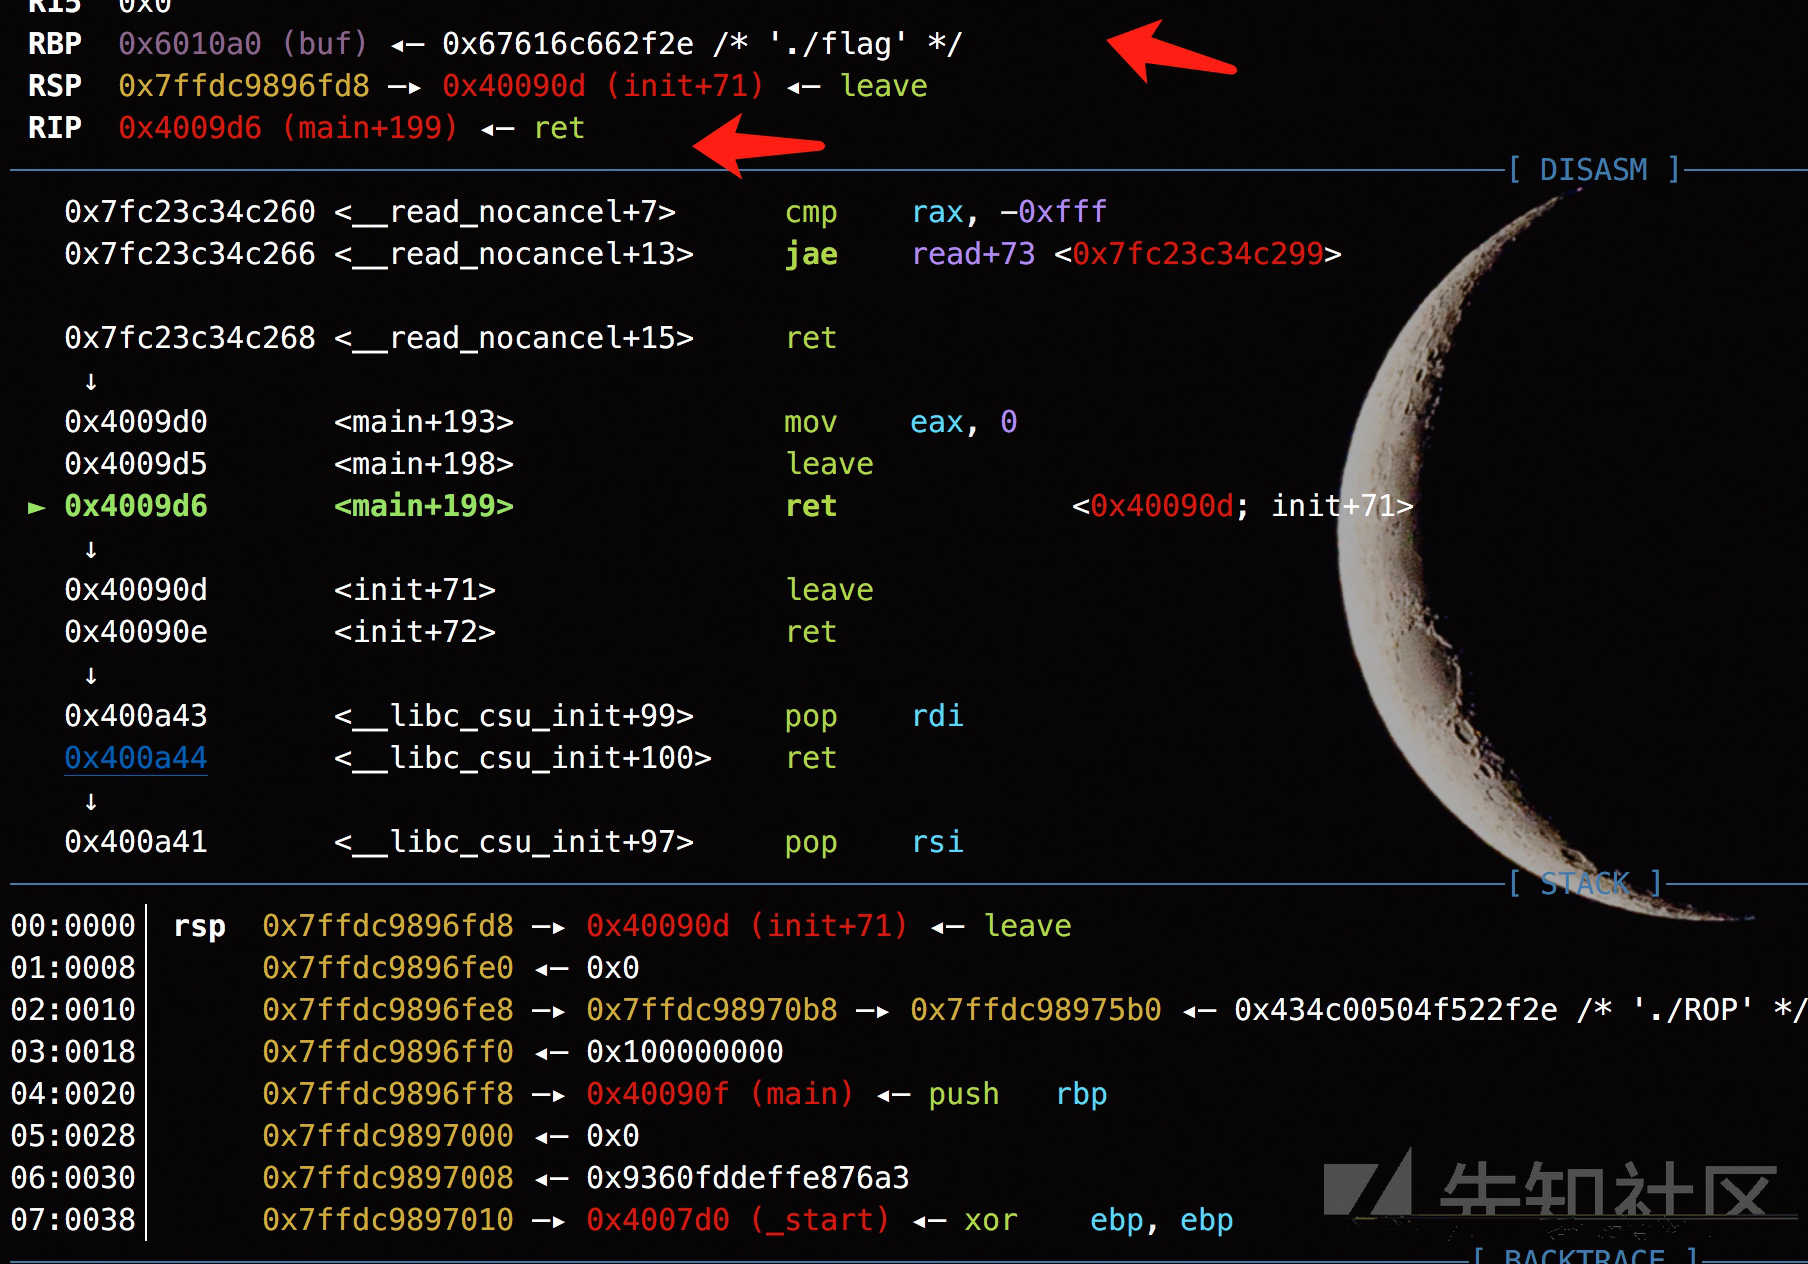 R15 0x0
RBP 0x6010a0 (buf) ◂— 0x67616c662f2e /* './flag' */
RSP 0x7ffdc9896fd8 —▸ 0x40090d (init+71) ◂— leave
RIP 0x4009d6 (main+199) ◂— ret
[ DISASM ]
0x7fc23c34c260 <__read_nocancel+7> cmp rax, -0xfff
0x7fc23c34c266 <__read_nocancel+13> jae read+73 <0x7fc23c34c299>
0x7fc23c34c268 <__read_nocancel+15> ret
↓
0x4009d0 <main+193> mov eax, 0
0x4009d5 <main+198> leave
► 0x4009d6 <main+199> ret <0x40090d; init+71>
↓
0x40090d <init+71> leave
0x40090e <init+72> ret
↓
0x400a43 <__libc_csu_init+99> pop rdi
0x400a44 <__libc_csu_init+100> ret
↓
0x400a41 <__libc_csu_init+97> pop rsi
[ STACK ]
00:0000│ rsp 0x7ffdc9896fd8 —▸ 0x40090d (init+71) ◂— leave
01:0008│ 0x7ffdc9896fe0 ◂— 0x0
02:0010│ 0x7ffdc9896fe8 —▸ 0x7ffdc98970b8 —▸ 0x7ffdc98975b0 ◂— 0x434c00504f522f2e /* './ROP' */
03:0018│ 0x7ffdc9896ff0 ◂— 0x100000000
04:0020│ 0x7ffdc9896ff8 —▸ 0x40090f (main) ◂— push rbp
05:0028│ 0x7ffdc9897000 ◂— 0x0
06:0030│ 0x7ffdc9897008 ◂— 0x9360fddeffe876a3
07:0038│ 0x7ffdc9897010 —▸ 0x4007d0 (_start) ◂— xor ebp, ebp
先知社区
[ BACKTRACE ]